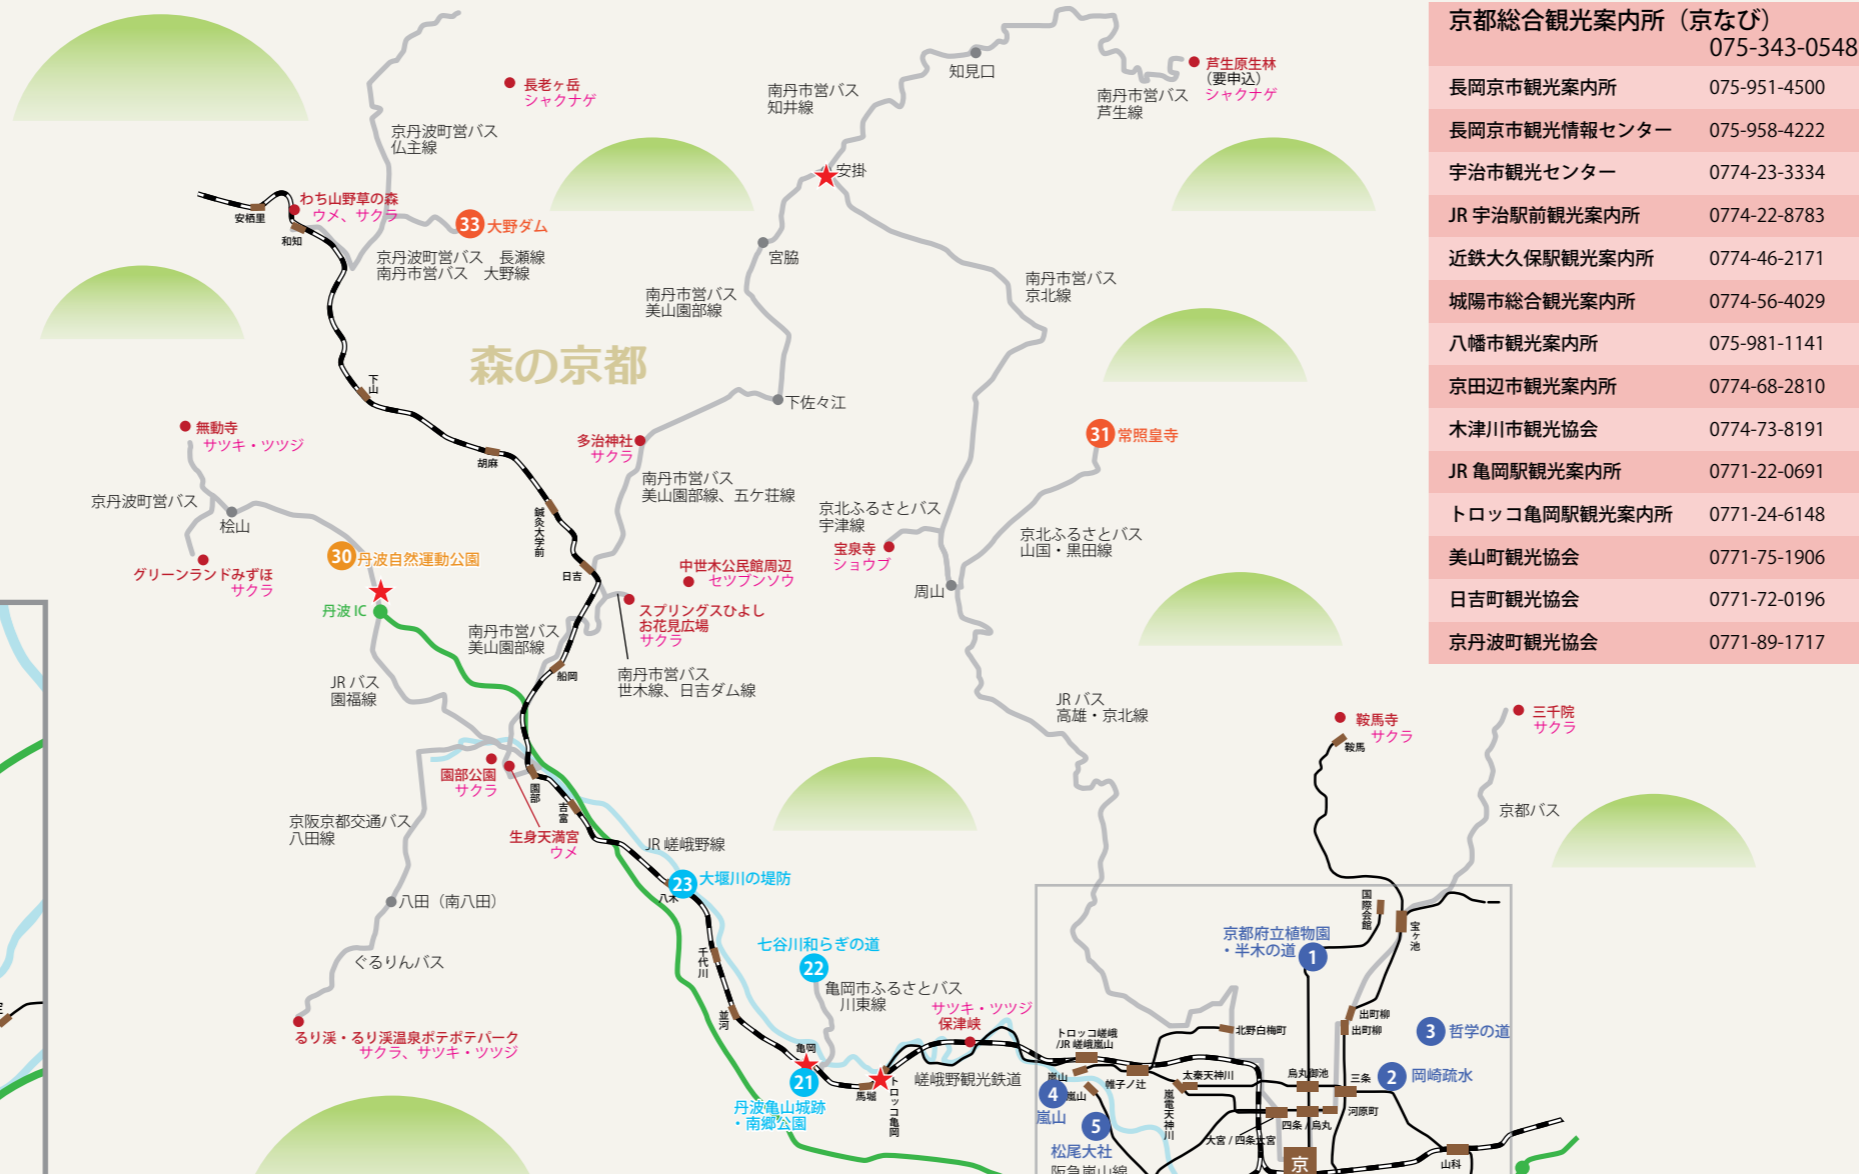 京都総合観光案内所（京なび）
075-343-0548
長岡京市観光案内所 075-951-4500
長岡京市観光情報センター 075-958-4222
宇治市観光センター 0774-23-3334
JR 宇治駅前観光案内所 0774-22-8783
近鉄大久保駅観光案内所 0774-46-2171
城陽市総合観光案内所 0774-56-4029
八幡市観光案内所 075-981-1141
京田辺市観光案内所 0774-68-2810
木津川市観光協会 0774-73-8191
JR 亀岡駅観光案内所 0771-22-0691
トロッコ亀岡駅観光案内所 0771-24-6148
美山町観光協会 0771-75-1906
日吉町観光協会 0771-72-0196
京丹波町観光協会 0771-89-1717
長老ヶ岳
シャクナゲ
京丹波町営バス
仏主線
南丹市営バス
知井線
知見口
南丹市営バス
芦生線
芦生原生林
（要申込）
シャクナゲ
安掛
わち山野草の森
ウメ、サクラ
安栖里
和知
33 大野ダム
京丹波町営バス　長瀬線
南丹市営バス　大野線
宮脇
南丹市営バス
美山園部線
南丹市営バス
京北線
森の京都
下山
下佐々江
無動寺
サツキ・ツツジ
胡麻
多治神社
サクラ
31 常照皇寺
南丹市営バス
美山園部線、五ケ荘線
京丹波町営バス
桧山
鍼灸大学前
京北ふるさとバス
宇津線
京北ふるさとバス
山国・黒田線
宝泉寺
ショウブ
30 丹波自然運動公園
グリーンランドみずほ
サクラ
日吉
中世木公民館周辺
セツブンソウ
周山
丹波 IC
スプリングスひよし
お花見広場
サクラ
南丹市営バス
美山園部線
船岡
南丹市営バス
世木線、日吉ダム線
JR バス
園福線
JR バス
高雄・京北線
鞍馬寺
サクラ
鞍馬
三千院
サクラ
園部公園
サクラ
園部
吉富
京都バス
京阪京都交通バス
八田線
生身天満宮
ウメ
JR 嵯峨野線
23 大堰川の堤防
八木
八田（南八田）
国際会館
宝ヶ池
京都府立植物園
・半木の道
1
七谷川和らぎの道
22
千代川
ぐるりんバス
亀岡市ふるさとバス
川東線
サツキ・ツツジ
保津峡
並河
るり渓・るり渓温泉ポテポテパーク
サクラ、サツキ・ツツジ
亀岡
21
丹波亀山城跡
・南郷公園
馬堀
トロッコ亀岡
嵯峨野観光鉄道
トロッコ嵯峨
/JR 嵯峨嵐山
北野白梅町
出町柳
出町柳
3 哲学の道
嵐山
帷子ノ辻
太秦天神川
烏丸御池
三条
2 岡崎疏水
4
嵐山
嵐山
嵐電天神川
河原町
四条 / 烏丸
大宮 / 四条大宮
5
松尾大社
阪急嵐山線
京
山科